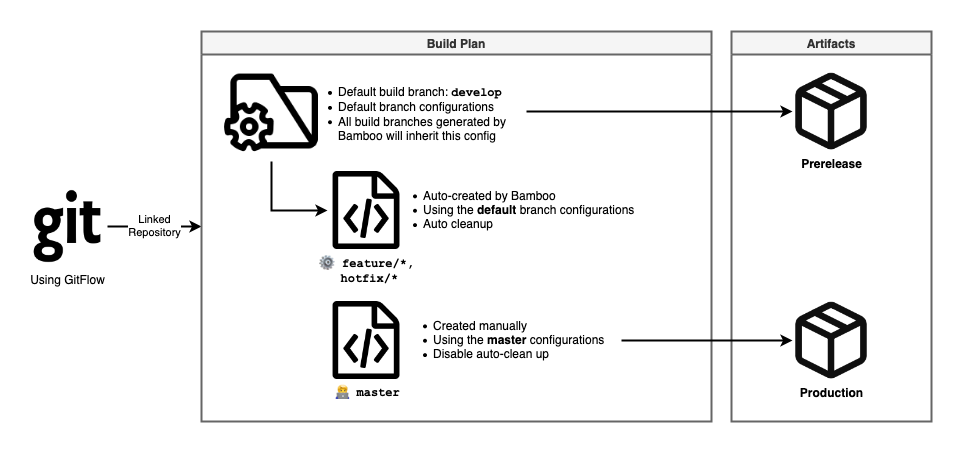 Build Plan
Artifacts
• Default build branch: develop
• Default branch configurations
• All build branches generated by
Bamboo will inherit this config
Prerelease
• Auto-created by Bamboo
• Using the default branch configurations
• Auto cleanup
git
Linked
Repository
Using GitFlow
feature/*,
hotfix/*
• Created manually
• Using the master configurations
• Disable auto-clean up
master
Production